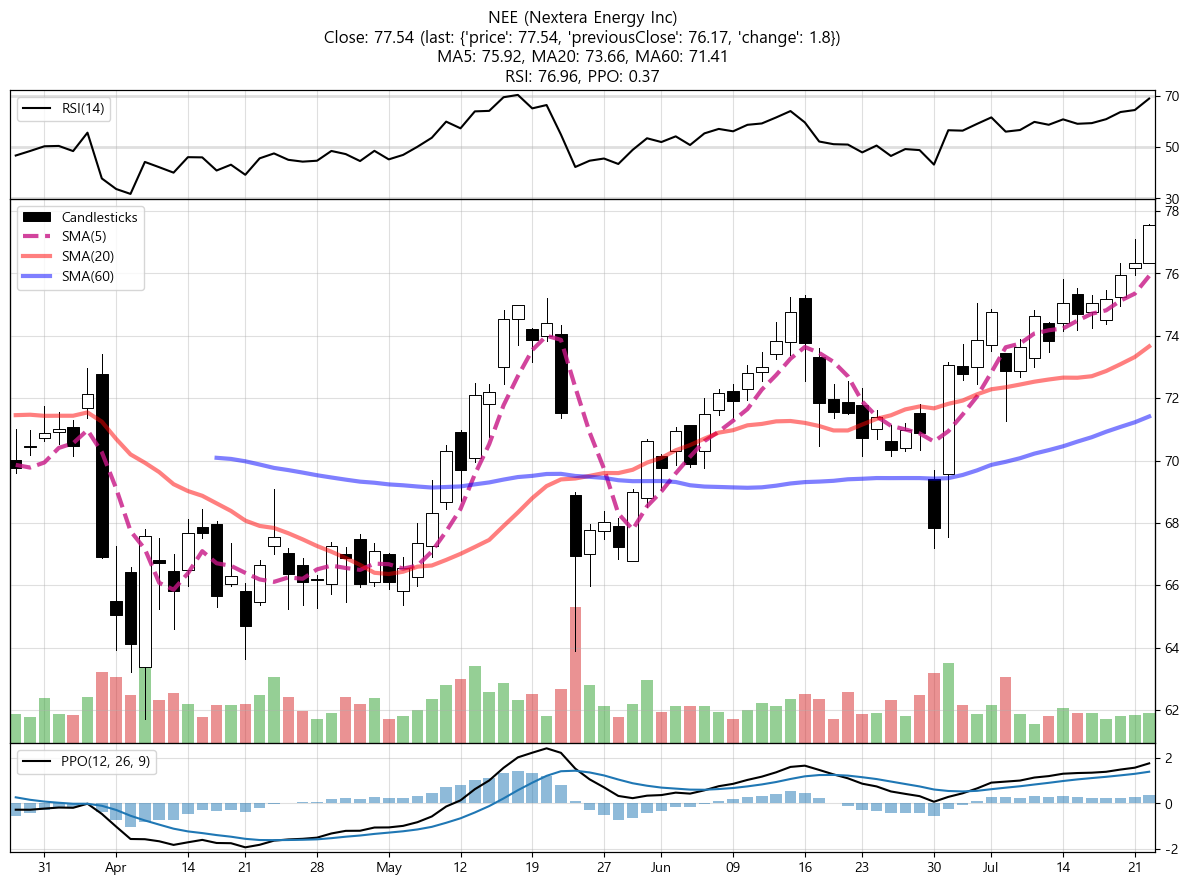 NEE (Nextera Energy Inc)
Close: 77.54 (last: {'price': 77.54, 'previousClose': 76.17, 'change': 1.8})
MA5: 75.92, MA20: 73.66, MA60: 71.41
RSI: 76.96, PPO: 0.37
RSI(14)
70
50
30
Candlesticks
SMA(5)
SMA(20)
SMA(60)
78
76
74
72
70
68
66
64
62
PPO(12, 26, 9)
2
0
-2
31 Apr 14 21 28 May 12 19 27 Jun 09 16 23 30 Jul 14 21